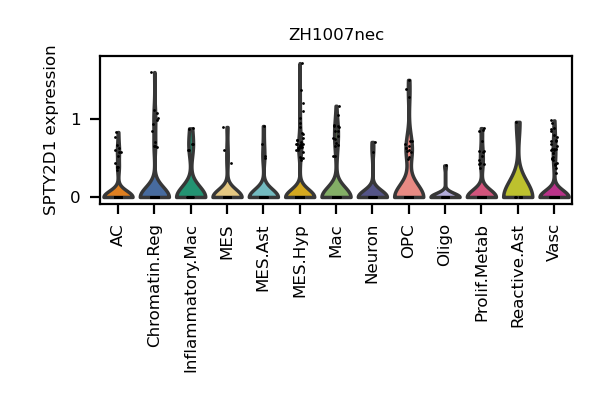 ZH1007nec
SPTY2D1 expression
1
0
AC
Chromatin.Reg
Inflammatory.Mac
MES
MES.Ast
MES.Hyp
Mac
Neuron
OPC
Oligo
Prolif.Metab
Reactive.Ast
Vasc